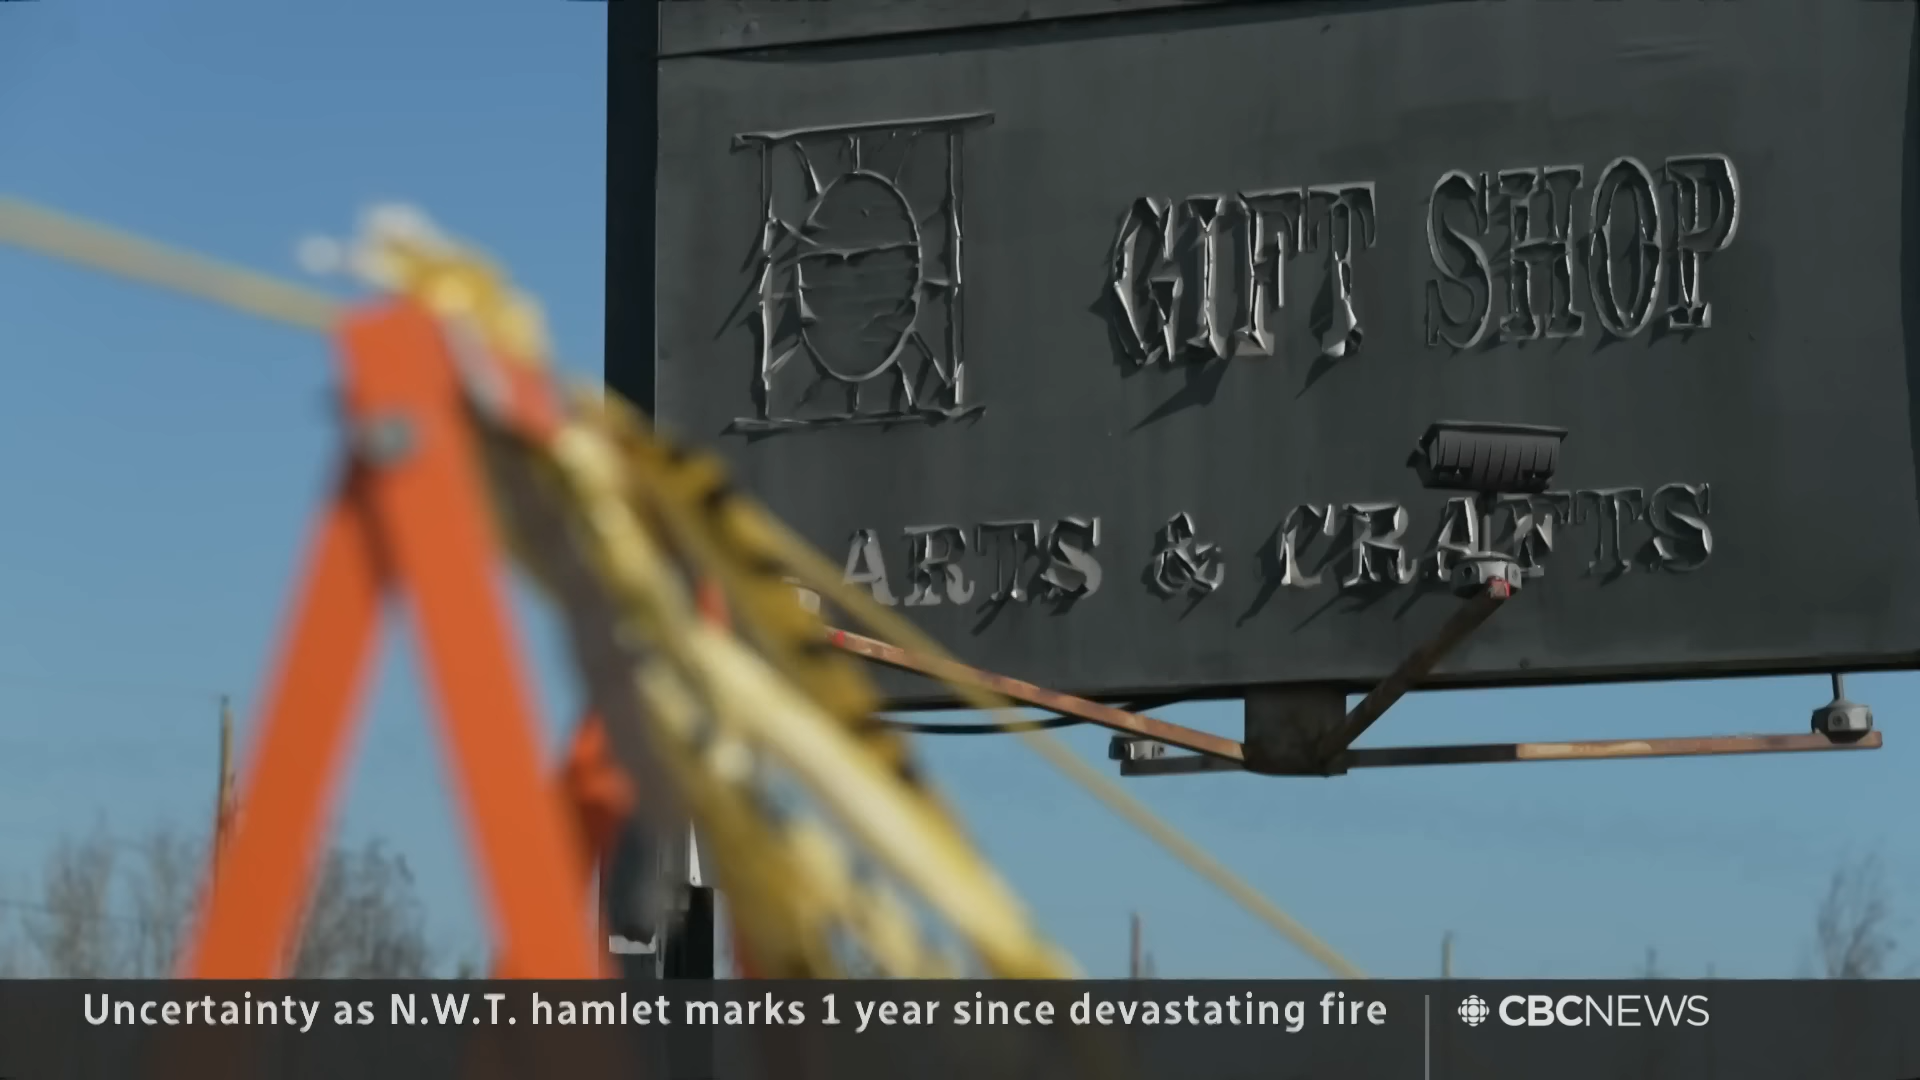 GIFT SHOP
ARTS & CRAFTS
Uncertainty as N.W.T. hamlet marks 1 year since devastating fire
CBCNEWS